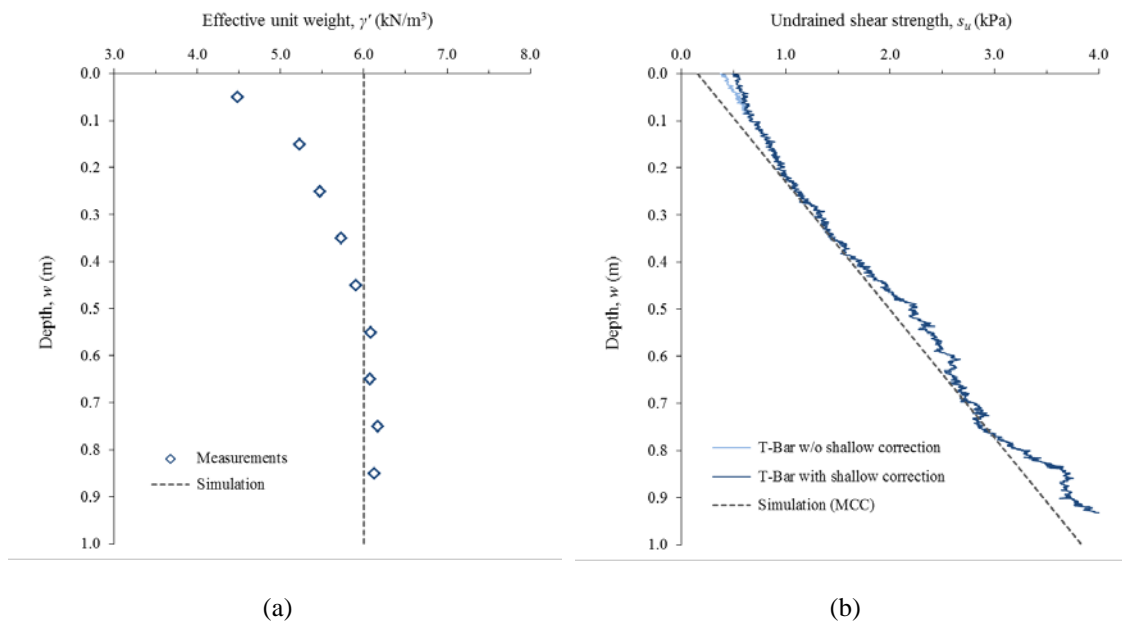 Effective unit weight, γ′ (kN/m³)
3.0 4.0 5.0 6.0 7.0 8.0
0.0
0.1
0.2
0.3
0.4
0.5
0.6
0.7
0.8
0.9
1.0
Depth, w (m)
Measurements
Simulation
(a)
Undrained shear strength, sᵤ (kPa)
0.0 1.0 2.0 3.0 4.0
0.0
0.1
0.2
0.3
0.4
0.5
0.6
0.7
0.8
0.9
1.0
Depth, w (m)
T-Bar w/o shallow correction
T-Bar with shallow correction
Simulation (MCC)
(b)